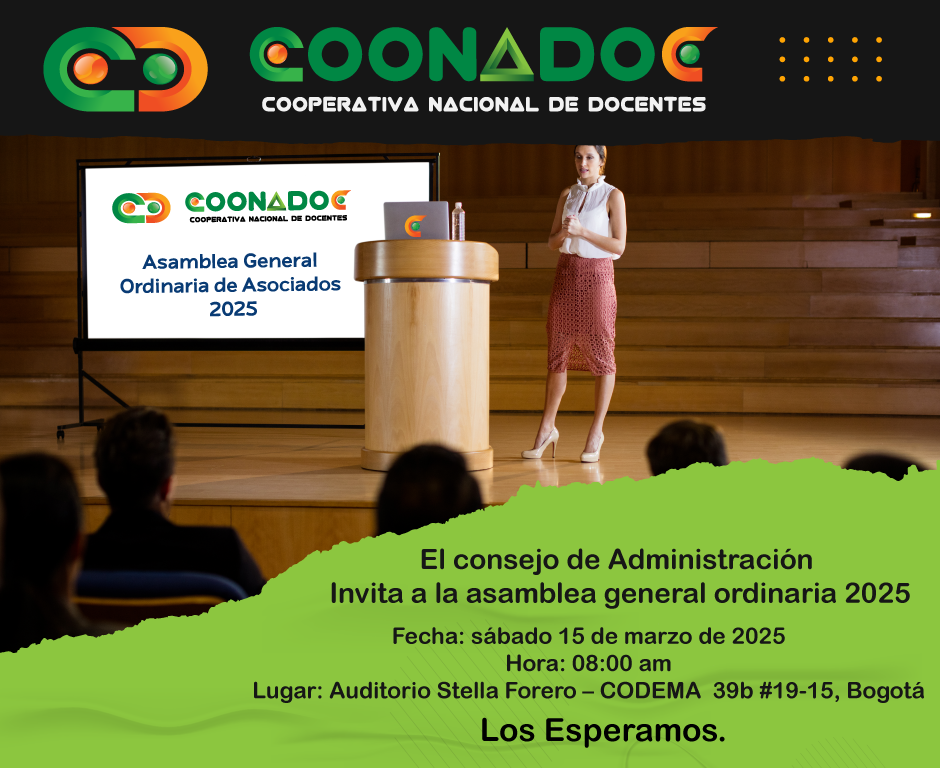 COONADOC
COOPERATIVA NACIONAL DE DOCENTES
COONADOC
COOPERATIVA NACIONAL DE DOCENTES
Asamblea General
Ordinaria de Asociados
2025
El consejo de Administración
Invita a la asamblea general ordinaria 2025
Fecha: sábado 15 de marzo de 2025
Hora: 08:00 am
Lugar: Auditorio Stella Forero – CODEMA 39b #19-15, Bogotá
Los Esperamos.